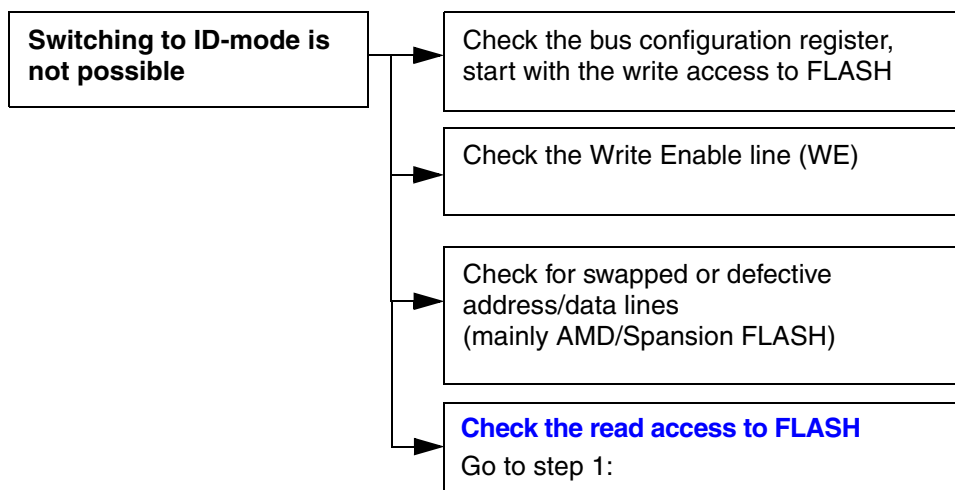 Switching to ID-mode is
not possible
Check the bus configuration register,
start with the write access to FLASH
Check the Write Enable line (WE)
Check for swapped or defective
address/data lines
(mainly AMD/Spansion FLASH)
Check the read access to FLASH
Go to step 1: